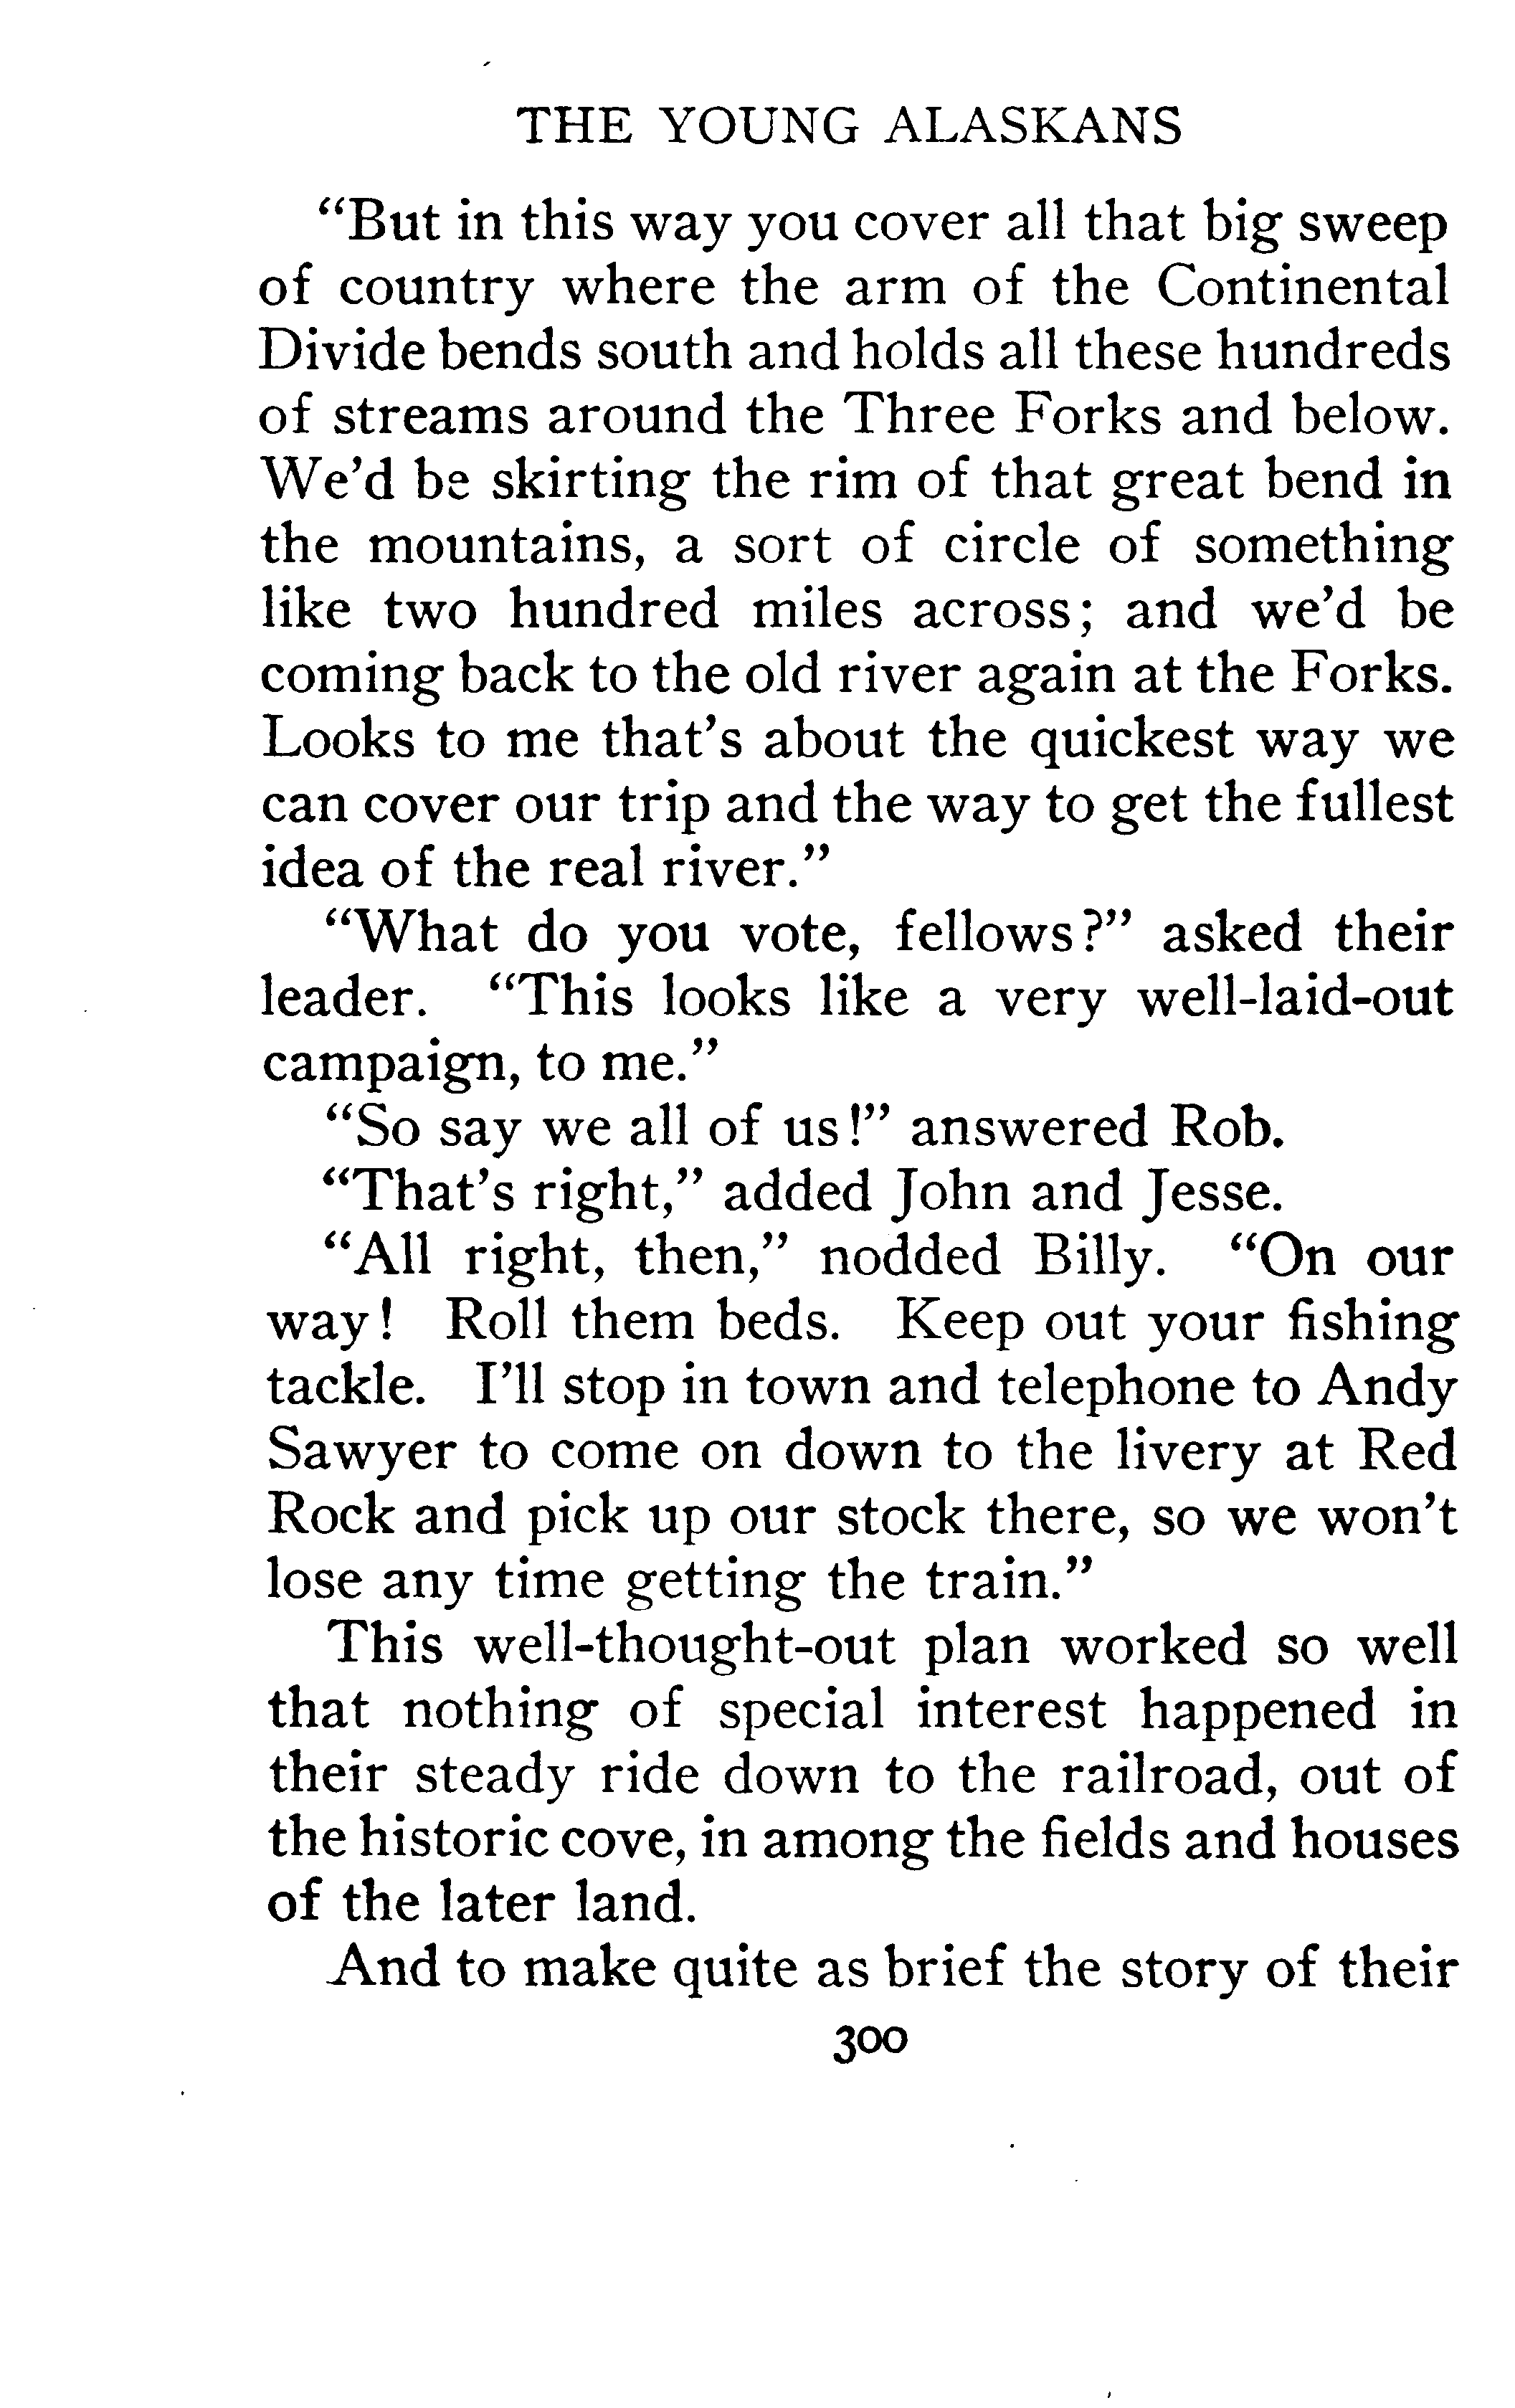 THE YOUNG ALASKANS
“But in this way you cover all that big sweep
of country where the arm of the Continental
Divide bends south and holds all these hundreds
of streams around the Three Forks and below.
We’d be skirting the rim of that great bend in
the mountains, a sort of circle of something
like two hundred miles across; and we’d be
coming back to the old river again at the Forks.
Looks to me that’s about the quickest way we
can cover our trip and the way to get the fullest
idea of the real river.”
“What do you vote, fellows?” asked their
leader. “This looks like a very well-laid-out
campaign, to me.”
“So say we all of us!” answered Rob.
“That’s right,” added John and Jesse.
“All right, then,” nodded Billy. “On our
way! Roll them beds. Keep out your fishing
tackle. I’ll stop in town and telephone to Andy
Sawyer to come on down to the livery at Red
Rock and pick up our stock there, so we won’t
lose any time getting the train.”
This well-thought-out plan worked so well
that nothing of special interest happened in
their steady ride down to the railroad, out of
the historic cove, in among the fields and houses
of the later land.
And to make quite as brief the story of their
300